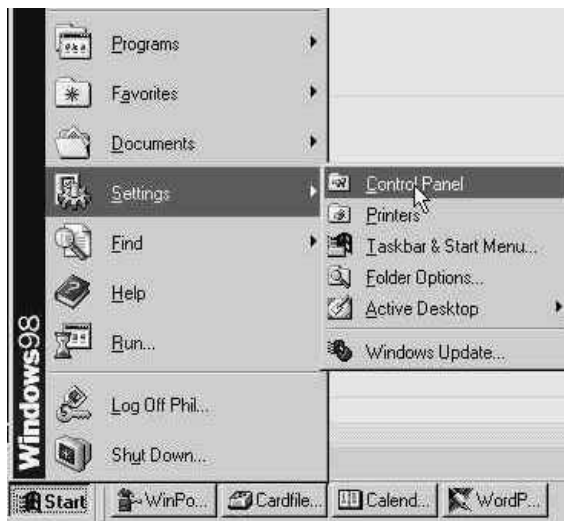 Programs
Favorites
Documents
Settings
Find
Help
Run...
Log Off Phil...
Shut Down...
Windows98
Control Panel
Printers
Taskbar & Start Menu...
Folder Options...
Active Desktop
Windows Update...
Start
WinPo...
Cardfile...
Calend...
WordP...